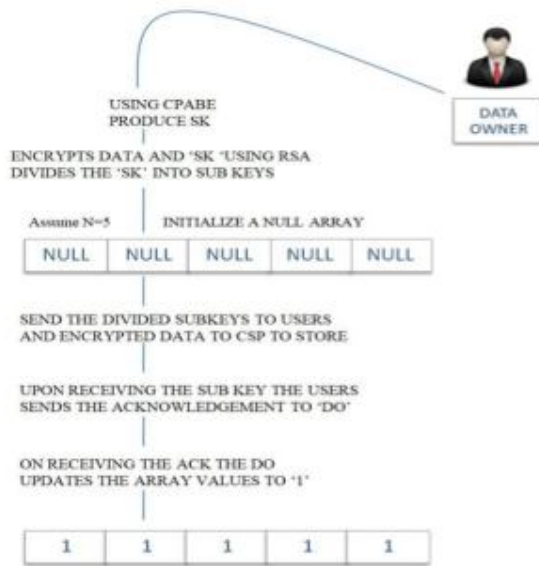 DATA
OWNER
USING CPABE
PRODUCE SK
ENCRYPTS DATA AND 'SK 'USING RSA
DIVIDES THE 'SK' INTO SUB KEYS
Assume N=5 INITIALIZE A NULL ARRAY
NULL NULL NULL NULL NULL
SEND THE DIVIDED SUBKEYS TO USERS
AND ENCRYPTED DATA TO CSP TO STORE
UPON RECEIVING THE SUB KEY THE USERS
SENDS THE ACKNOWLEDGEMENT TO 'DO'
ON RECEIVING THE ACK THE DO
UPDATES THE ARRAY VALUES TO '1'
1 1 1 1 1